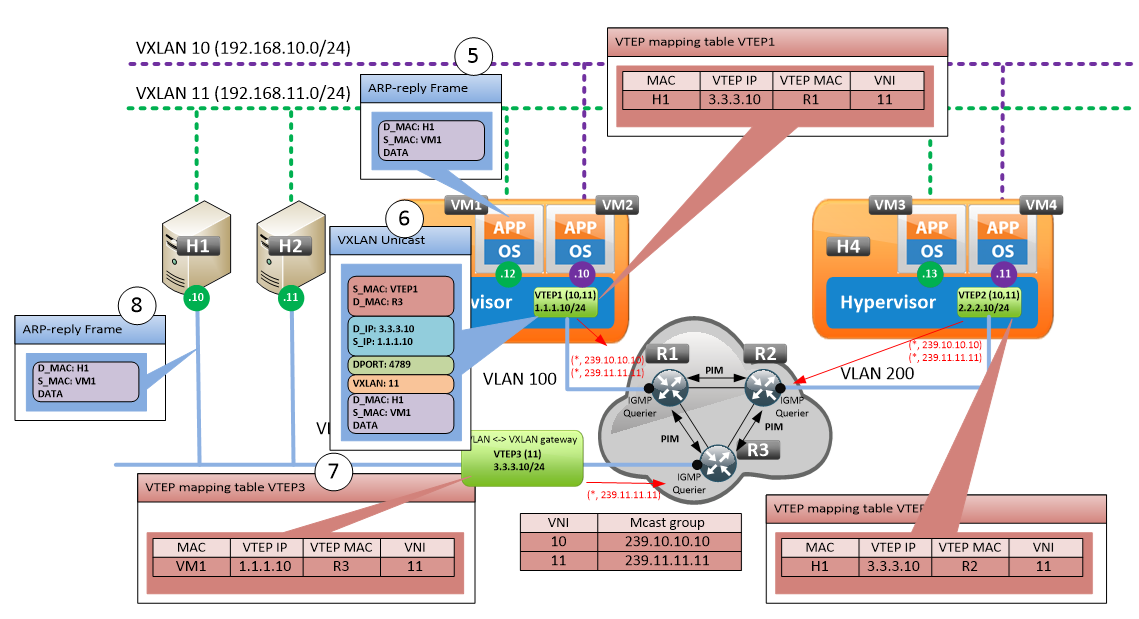 VXLAN 10 (192.168.10.0/24)
VXLAN 11 (192.168.11.0/24)
5
ARP-reply Frame
D_MAC: H1
S_MAC: VM1
DATA
VTEP mapping table VTEP1
MAC VTEP IP VTEP MAC VNI
H1 3.3.3.10 R1 11
H1
.10
H2
.11
VM1
APP
OS
.12
VM2
APP
OS
.10
visor
VTEP1 (10,11)
1.1.1.10/24
VM3
APP
OS
.13
VM4
APP
OS
.11
H4
Hypervisor
VTEP2 (10,11)
2.2.2.10/24
6
VXLAN Unicast
S_MAC: VTEP1
D_MAC: R3
D_IP: 3.3.3.10
S_IP: 1.1.1.10
DPORT: 4789
VXLAN: 11
D_MAC: H1
S_MAC: VM1
DATA
8
ARP-reply Frame
D_MAC: H1
S_MAC: VM1
DATA
(*, 239.10.10.10)
(*, 239.11.11.11)
(*, 239.10.10.10)
(*, 239.11.11.11)
VLAN 100
VLAN 200
R1
R2
R3
PIM
PIM
PIM
IGMP
Querier
IGMP
Querier
IGMP
Querier
VLAN <-> VXLAN gateway
VTEP3 (11)
3.3.3.10/24
(*, 239.11.11.11)
7
VTEP mapping table VTEP3
MAC VTEP IP VTEP MAC VNI
VM1 1.1.1.10 R3 11
VNI Mcast group
10 239.10.10.10
11 239.11.11.11
VTEP mapping table VTEP
MAC VTEP IP VTEP MAC VNI
H1 3.3.3.10 R2 11